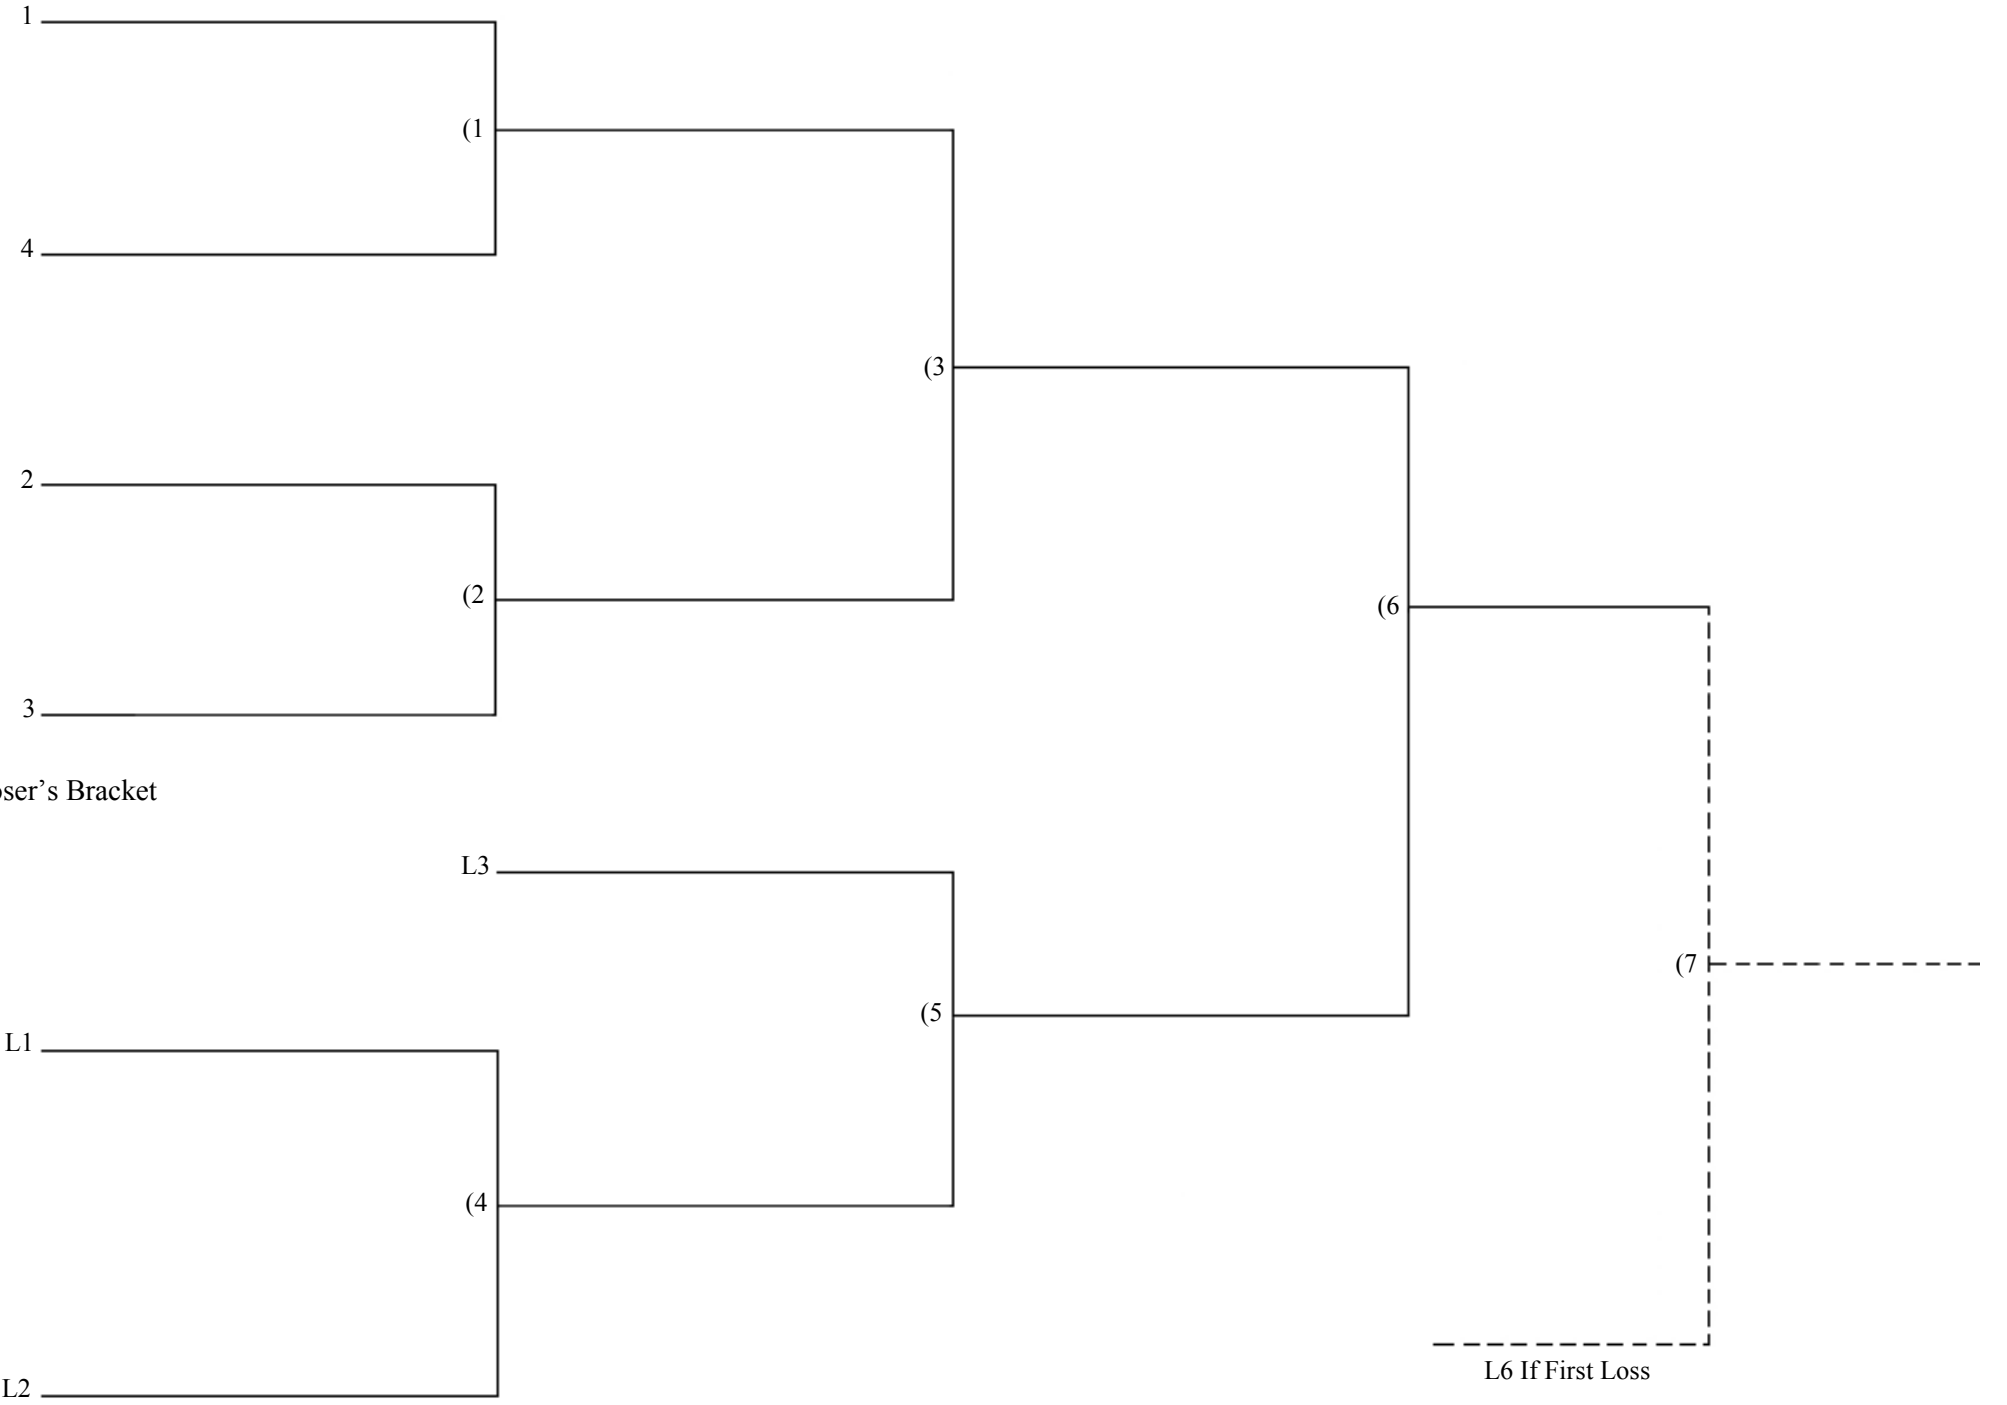 1
(1
4
(3
2
(2
(6
3
oser’s Bracket
L3
(7
(5
L1
(4
L6 If First Loss
L2